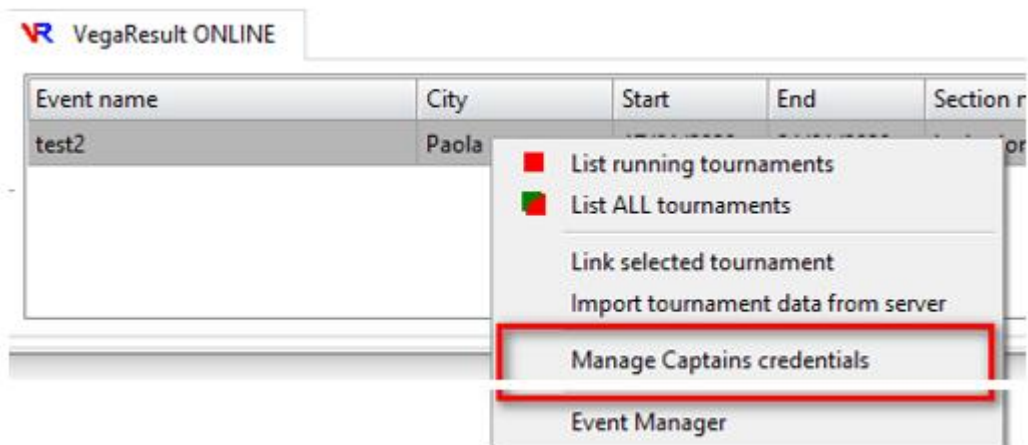 VR VegaResult ONLINE
Event name City Start End Section
test2 Paola
List running tournaments
List ALL tournaments
Link selected tournament
Import tournament data from server
Manage Captains credentials
Event Manager